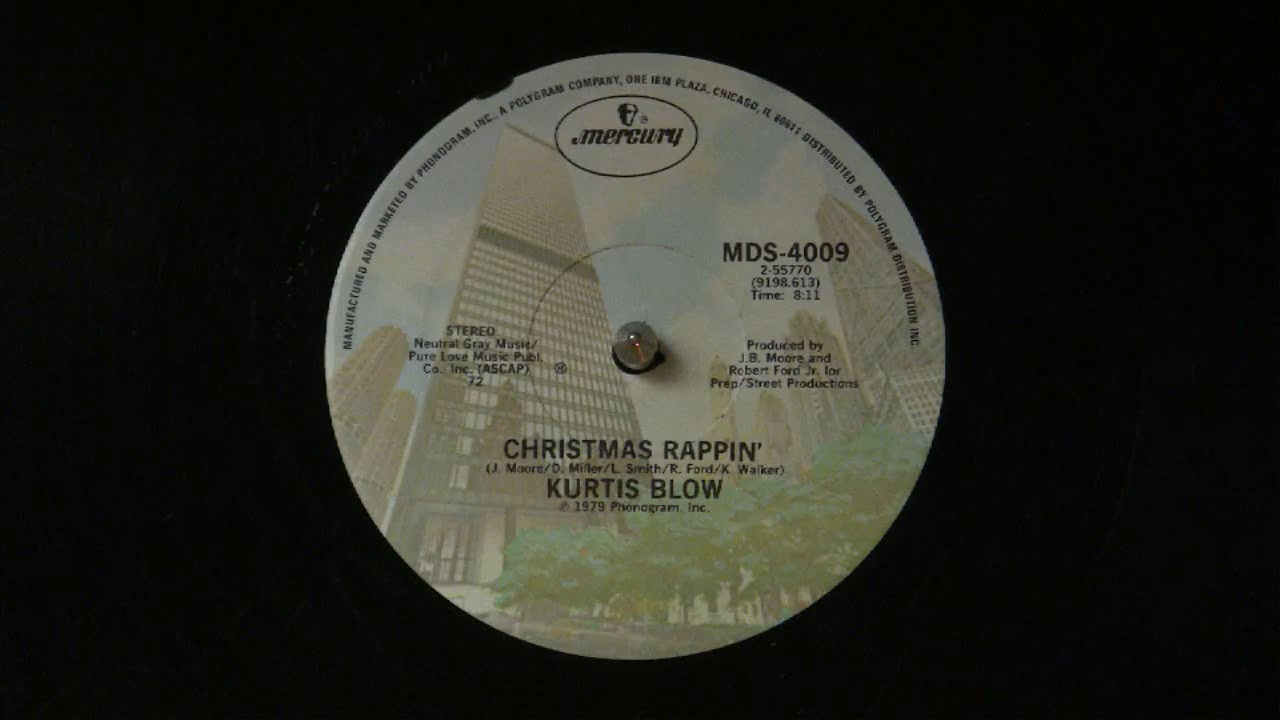 MANUFACTURED AND MARKETED BY PHONOGRAM, INC., A POLYGRAM COMPANY, ONE IBM PLAZA, CHICAGO, IL 60611 DISTRIBUTED BY POLYGRAM DISTRIBUTION INC.
mercury
®
MDS-4009
2-55770
(9198.613)
Time: 8:11
STEREO
Neutral Gray Music/
Pure Love Music Publ.
Co. Inc. (ASCAP)
72
Produced by
J.B. Moore and
Robert Ford Jr. for
Prep/Street Productions
CHRISTMAS RAPPIN'
(J. Moore/D. Miller/L. Smith/R. Ford/K. Walker)
KURTIS BLOW
℗ 1979 Phonogram, Inc.